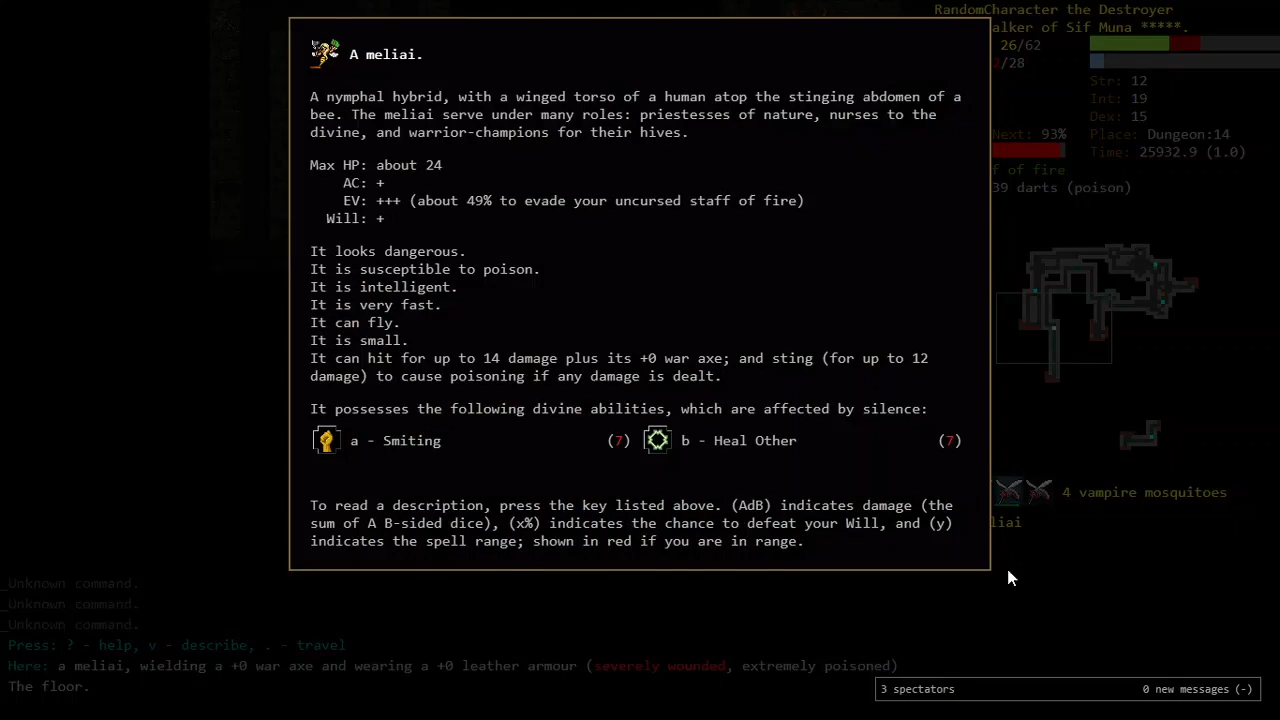 RandomCharacter the Destroyer
alker of Sif Muna *****.
26/62
/28
Str: 12
Int: 19
Dex: 15
Next: 93% Place: Dungeon:14
Time: 25932.9 (1.0)
f of fire
39 darts (poison)
4 vampire mosquitoes
liai
A meliai.
A nymphal hybrid, with a winged torso of a human atop the stinging abdomen of a
bee. The meliai serve under many roles: priestesses of nature, nurses to the
divine, and warrior-champions for their hives.
Max HP: about 24
AC: +
EV: +++ (about 49% to evade your uncursed staff of fire)
Will: +
It looks dangerous.
It is susceptible to poison.
It is intelligent.
It is very fast.
It can fly.
It is small.
It can hit for up to 14 damage plus its +0 war axe; and sting (for up to 12
damage) to cause poisoning if any damage is dealt.
It possesses the following divine abilities, which are affected by silence:
a - Smiting (7) b - Heal Other (7)
To read a description, press the key listed above. (AdB) indicates damage (the
sum of A B-sided dice), (x%) indicates the chance to defeat your Will, and (y)
indicates the spell range; shown in red if you are in range.
_Unknown command.
_Unknown command.
_Unknown command.
Press: ? - help, v - describe, . - travel
Here: a meliai, wielding a +0 war axe and wearing a +0 leather armour (severely wounded, extremely poisoned)
The floor.
3 spectators 0 new messages (-)